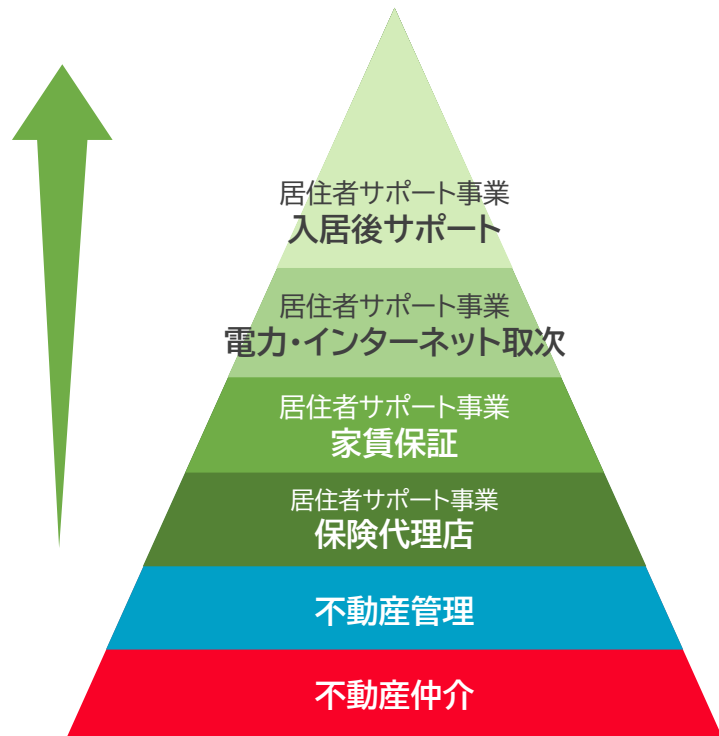 居住者サポート事業
入居後サポート
居住者サポート事業
電力・インターネット取次
居住者サポート事業
家賃保証
居住者サポート事業
保険代理店
不動産管理
不動産仲介